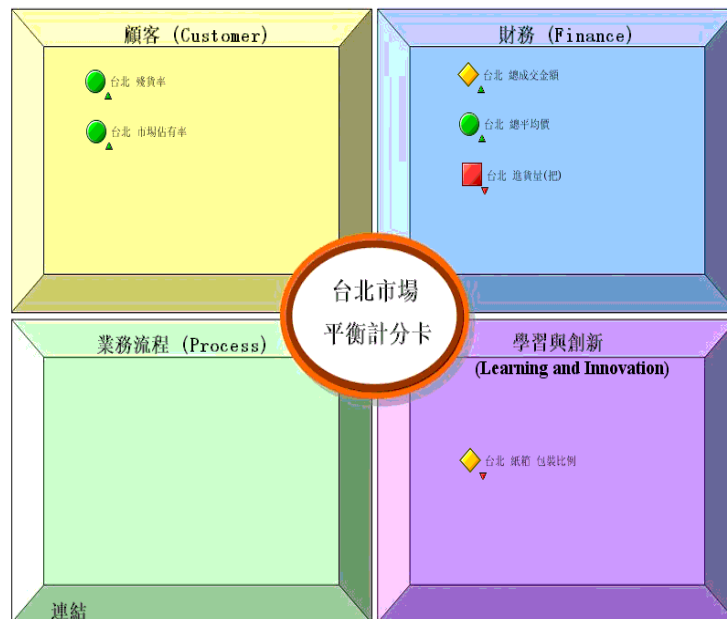 顧客 (Customer)
台北 殘貨率
台北 市場佔有率
財務 (Finance)
台北 總成交金額
台北 總平均價
台北 進貨量(把)
台北市場
平衡計分卡
業務流程 (Process)
連結
學習與創新
(Learning and Innovation)
台北 紙箱 包裝比例